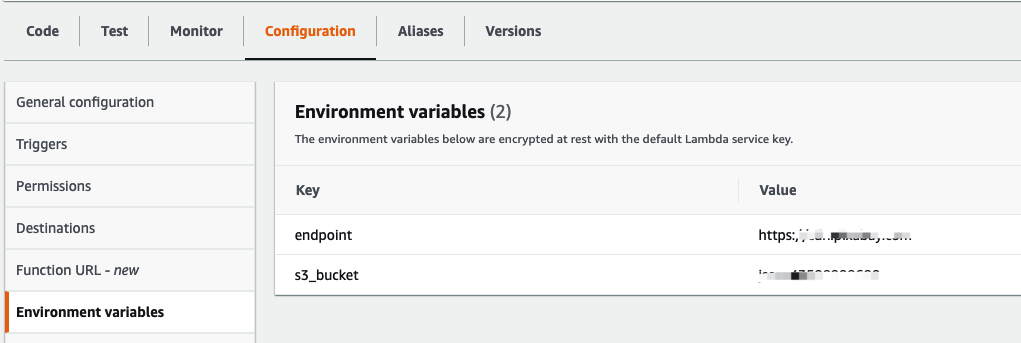 Code Test Monitor Configuration Aliases Versions
General configuration
Triggers
Permissions
Destinations
Function URL - new
Environment variables
Environment variables (2)
The environment variables below are encrypted at rest with the default Lambda service key.
Key Value
endpoint https:/
s3_bucket